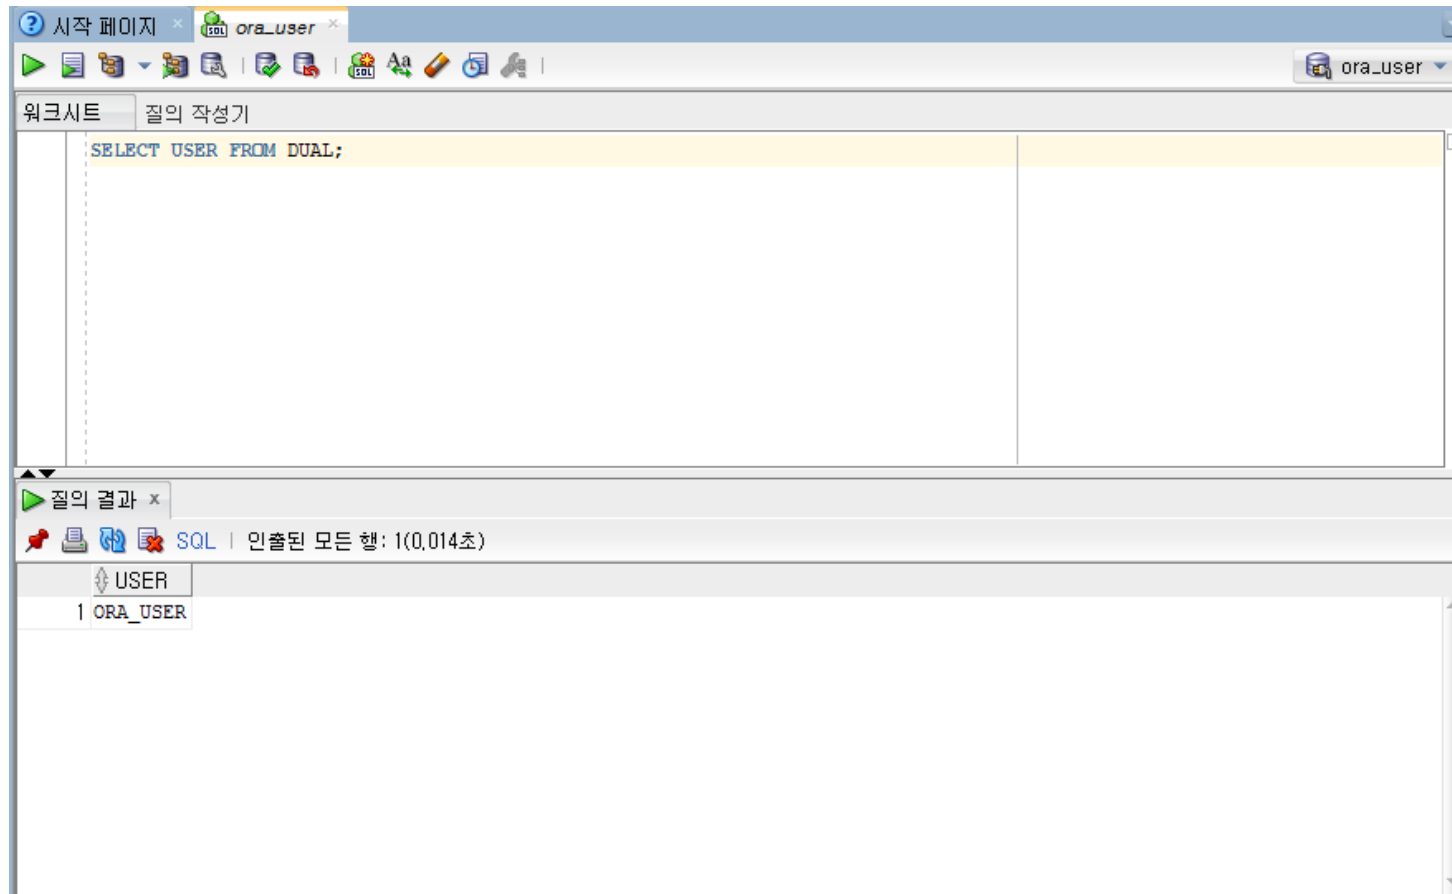 시작 페이지 ora_user
ora_user
워크시트 질의 작성기
SELECT USER FROM DUAL;
질의 결과
SQL 인출된 모든 행: 1(0,014초)
USER
1 ORA_USER